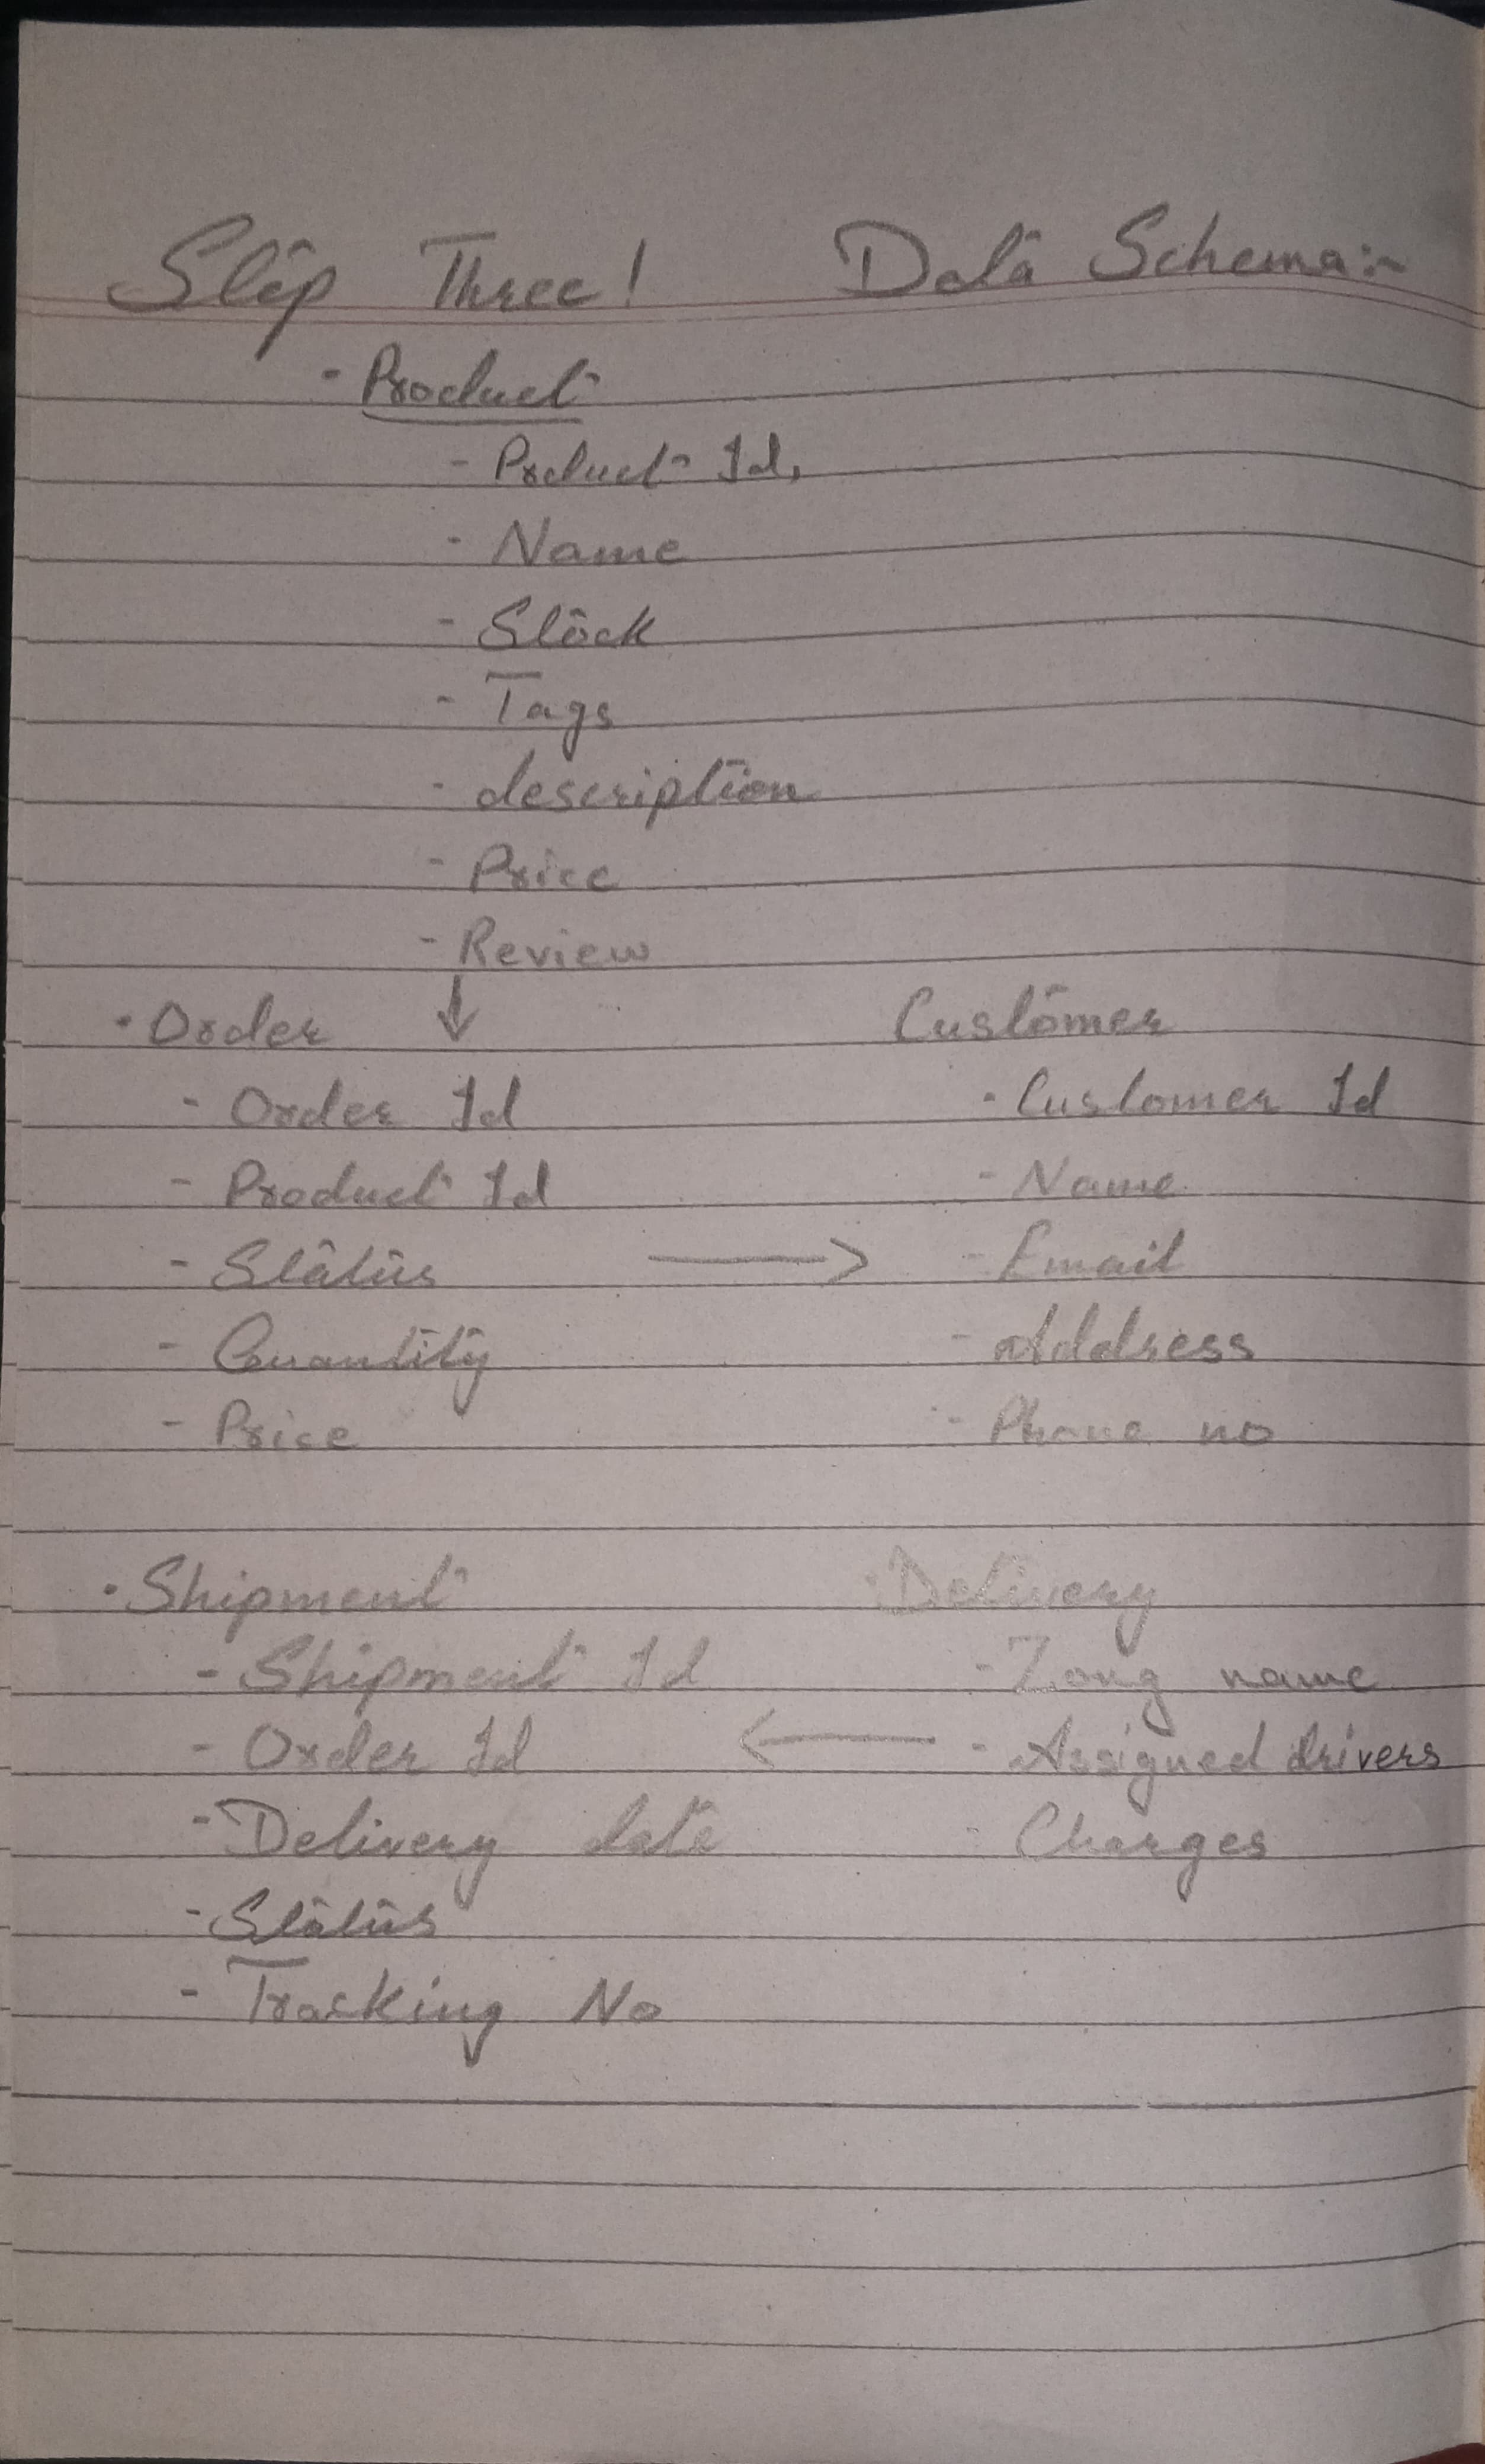 Step Three! Data Schema:-
- Product
- Product Id,
- Name
- Stock
- Tags
- description
- Price
- Review
• Order
- Order Id
- Product Id
- Status
- Quantity
- Price
Customer
- Customer Id
- Name
- Email
- Address
- Phone no
• Shipment
- Shipment Id
- Order Id
- Delivery date
- Status
- Tracking No
• Delivery
- Zong name
- Assigned drivers
- Charges